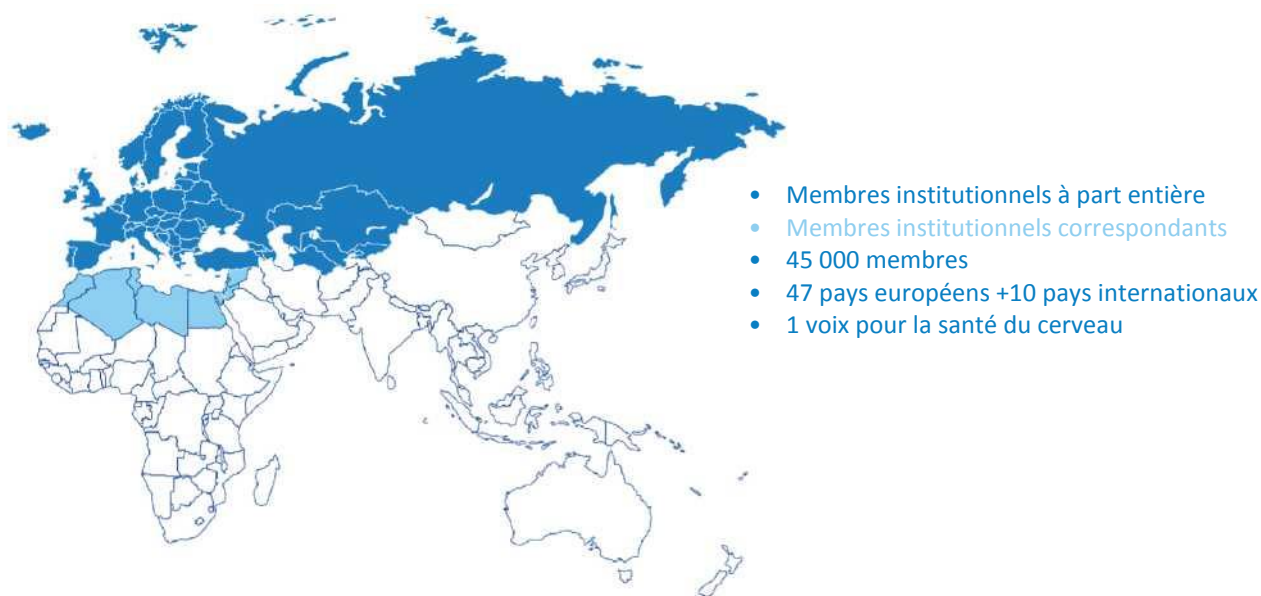 • Membres institutionnels à part entière
• Membres institutionnels correspondants
• 45 000 membres
• 47 pays européens +10 pays internationaux
• 1 voix pour la santé du cerveau